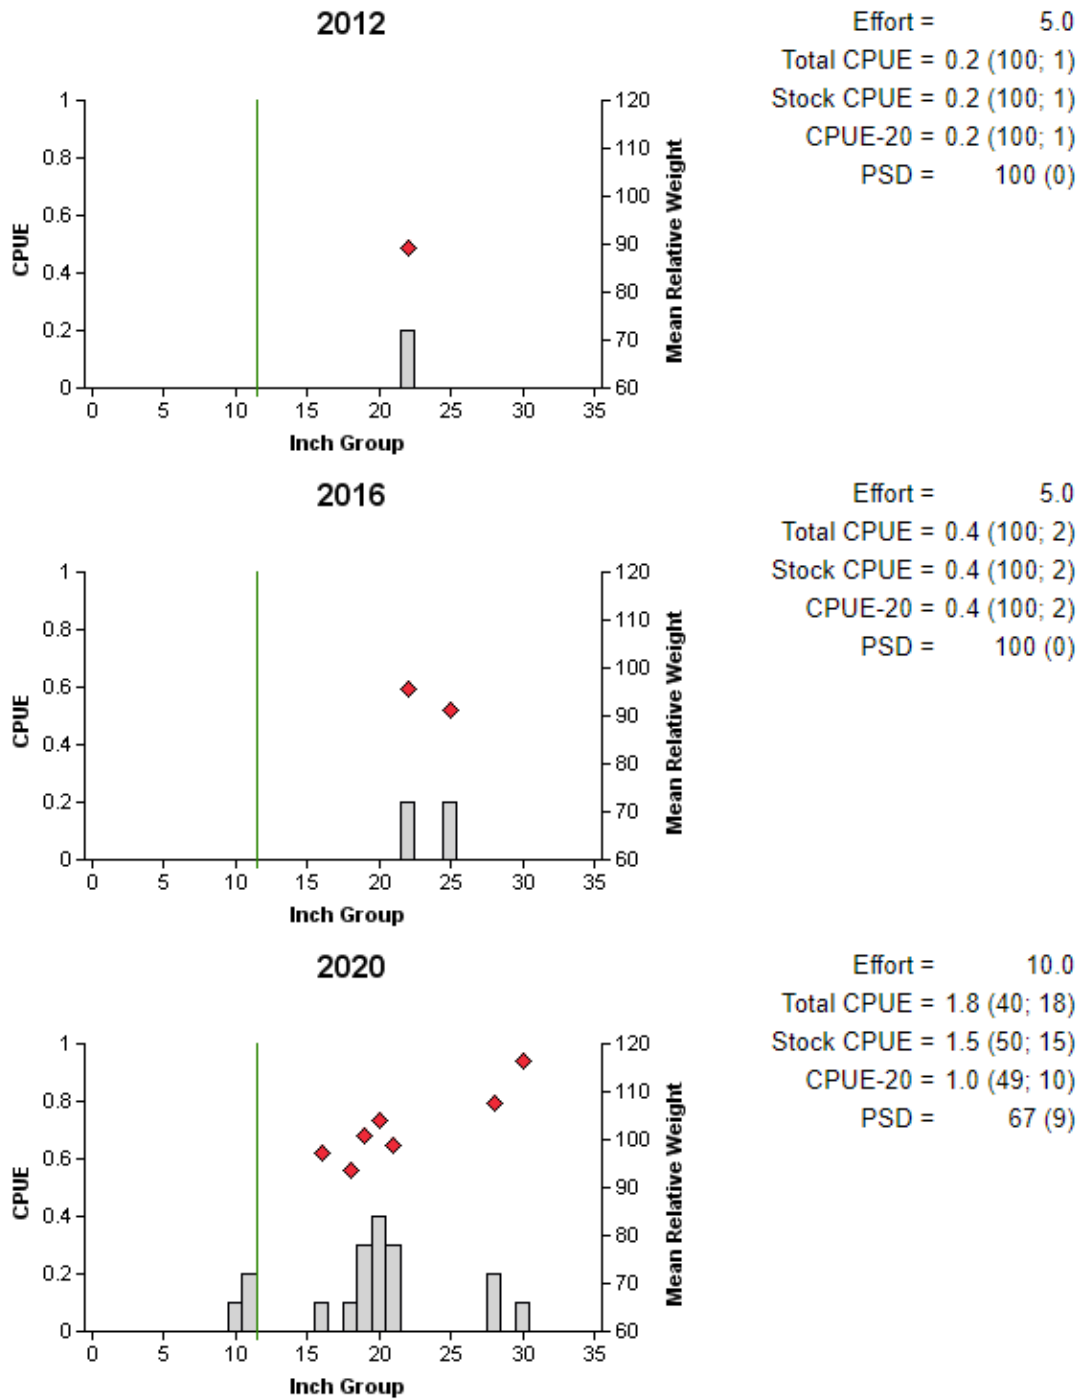 2012
Effort = 5.0
Total CPUE = 0.2 (100; 1)
Stock CPUE = 0.2 (100; 1)
CPUE-20 = 0.2 (100; 1)
PSD = 100 (0)
1
0.8
0.6
0.4
0.2
0
CPUE
120
110
100
90
80
70
60
Mean Relative Weight
0 5 10 15 20 25 30 35
Inch Group
2016
Effort = 5.0
Total CPUE = 0.4 (100; 2)
Stock CPUE = 0.4 (100; 2)
CPUE-20 = 0.4 (100; 2)
PSD = 100 (0)
1
0.8
0.6
0.4
0.2
0
CPUE
120
110
100
90
80
70
60
Mean Relative Weight
0 5 10 15 20 25 30 35
Inch Group
2020
Effort = 10.0
Total CPUE = 1.8 (40; 18)
Stock CPUE = 1.5 (50; 15)
CPUE-20 = 1.0 (49; 10)
PSD = 67 (9)
1
0.8
0.6
0.4
0.2
0
CPUE
120
110
100
90
80
70
60
Mean Relative Weight
0 5 10 15 20 25 30 35
Inch Group